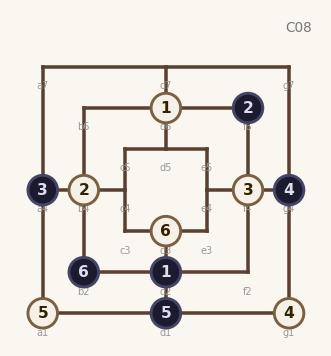 C08
a7 d7 g7
1 2
b6 d6 f6
c5 d5 e5
3 2 3 4
a4 b4 c4 e4 f4 g4
6
c3 d3 e3
6 1
b2 d2 f2
5 5 4
a1 d1 g1